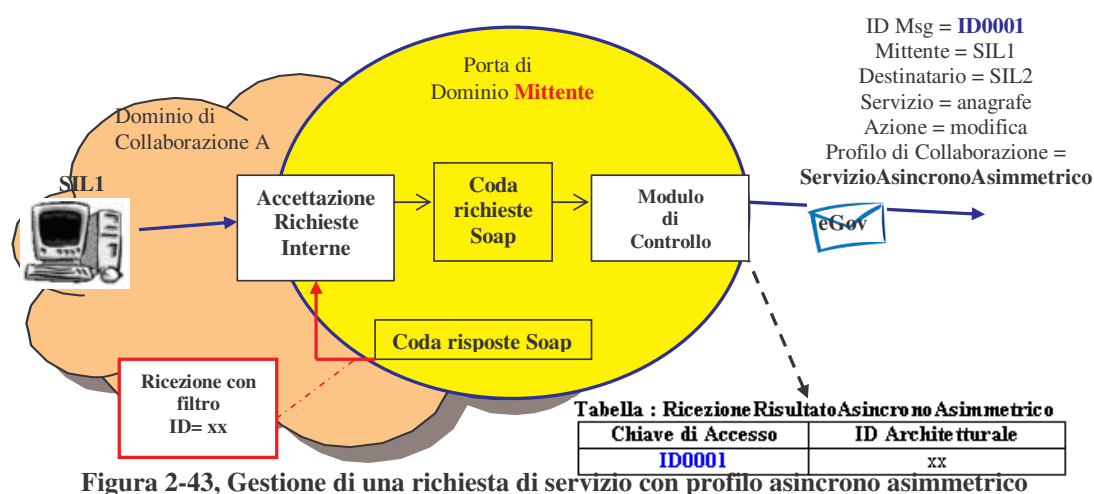 ID Msg = ID0001
Mittente = SIL1
Destinatario = SIL2
Servizio = anagrafe
Azione = modifica
Profilo di Collaborazione =
ServizioAsincronoAsimmetrico
Porta di
Dominio Mittente
Dominio di
Collaborazione A
SIL1
Accettazione
Richieste
Interne
Coda
richieste
Soap
Modulo
di
Controllo
eGov
Coda risposte Soap
Ricezione con
filtro
ID= xx
Tabella : RicezioneRisultatoAsincronoAsimmetrico
Chiave di Accesso ID Architetturale
ID0001 xx
Figura 2-43, Gestione di una richiesta di servizio con profilo asincrono asimmetrico